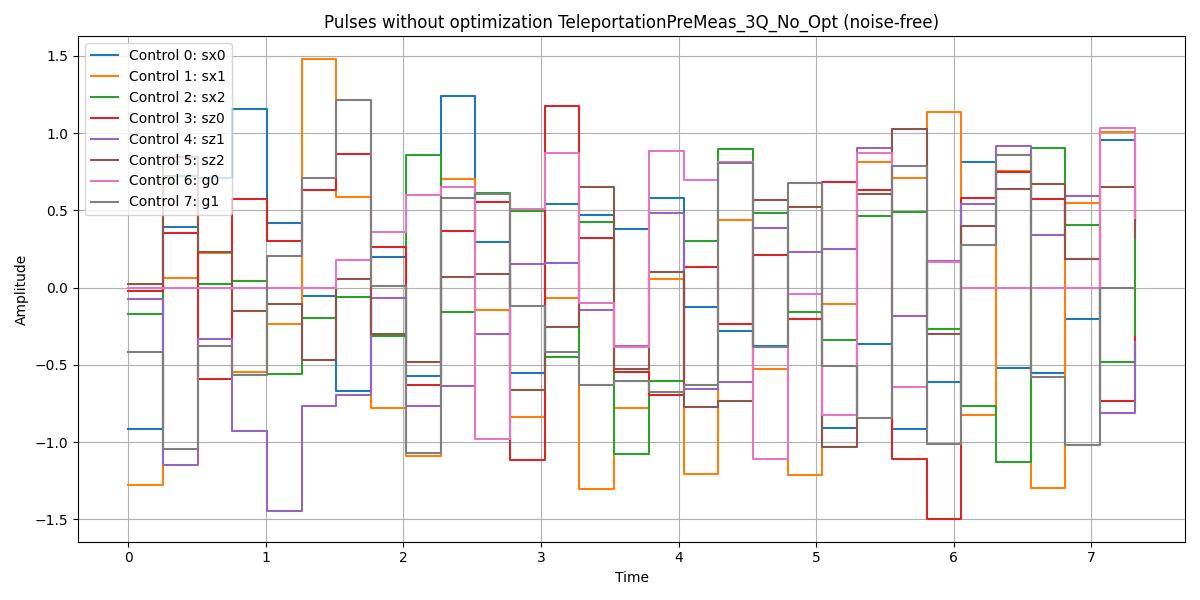 Pulses without optimization TeleportationPreMeas_3Q_No_Opt (noise-free)
Control 0: sx0
Control 1: sx1
Control 2: sx2
Control 3: sz0
Control 4: sz1
Control 5: sz2
Control 6: g0
Control 7: g1
1.5
1.0
0.5
0.0
−0.5
−1.0
−1.5
Amplitude
0 1 2 3 4 5 6 7
Time